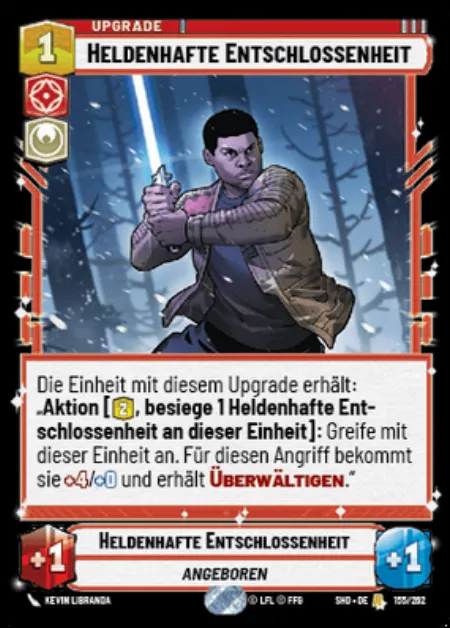 UPGRADE
1
HELDENHAFTE ENTSCHLOSSENHEIT
Die Einheit mit diesem Upgrade erhält:
„Aktion [2, besiege 1 Heldenhafte Ent-
schlossenheit an dieser Einheit]: Greife mit
dieser Einheit an. Für diesen Angriff bekommt
sie +4/+0 und erhält ÜBERWÄLTIGEN.“
+1
HELDENHAFTE ENTSCHLOSSENHEIT
+1
ANGEBOREN
KEVIN LIBRANDA
© LFL © FFG
SHD • DE
155/262